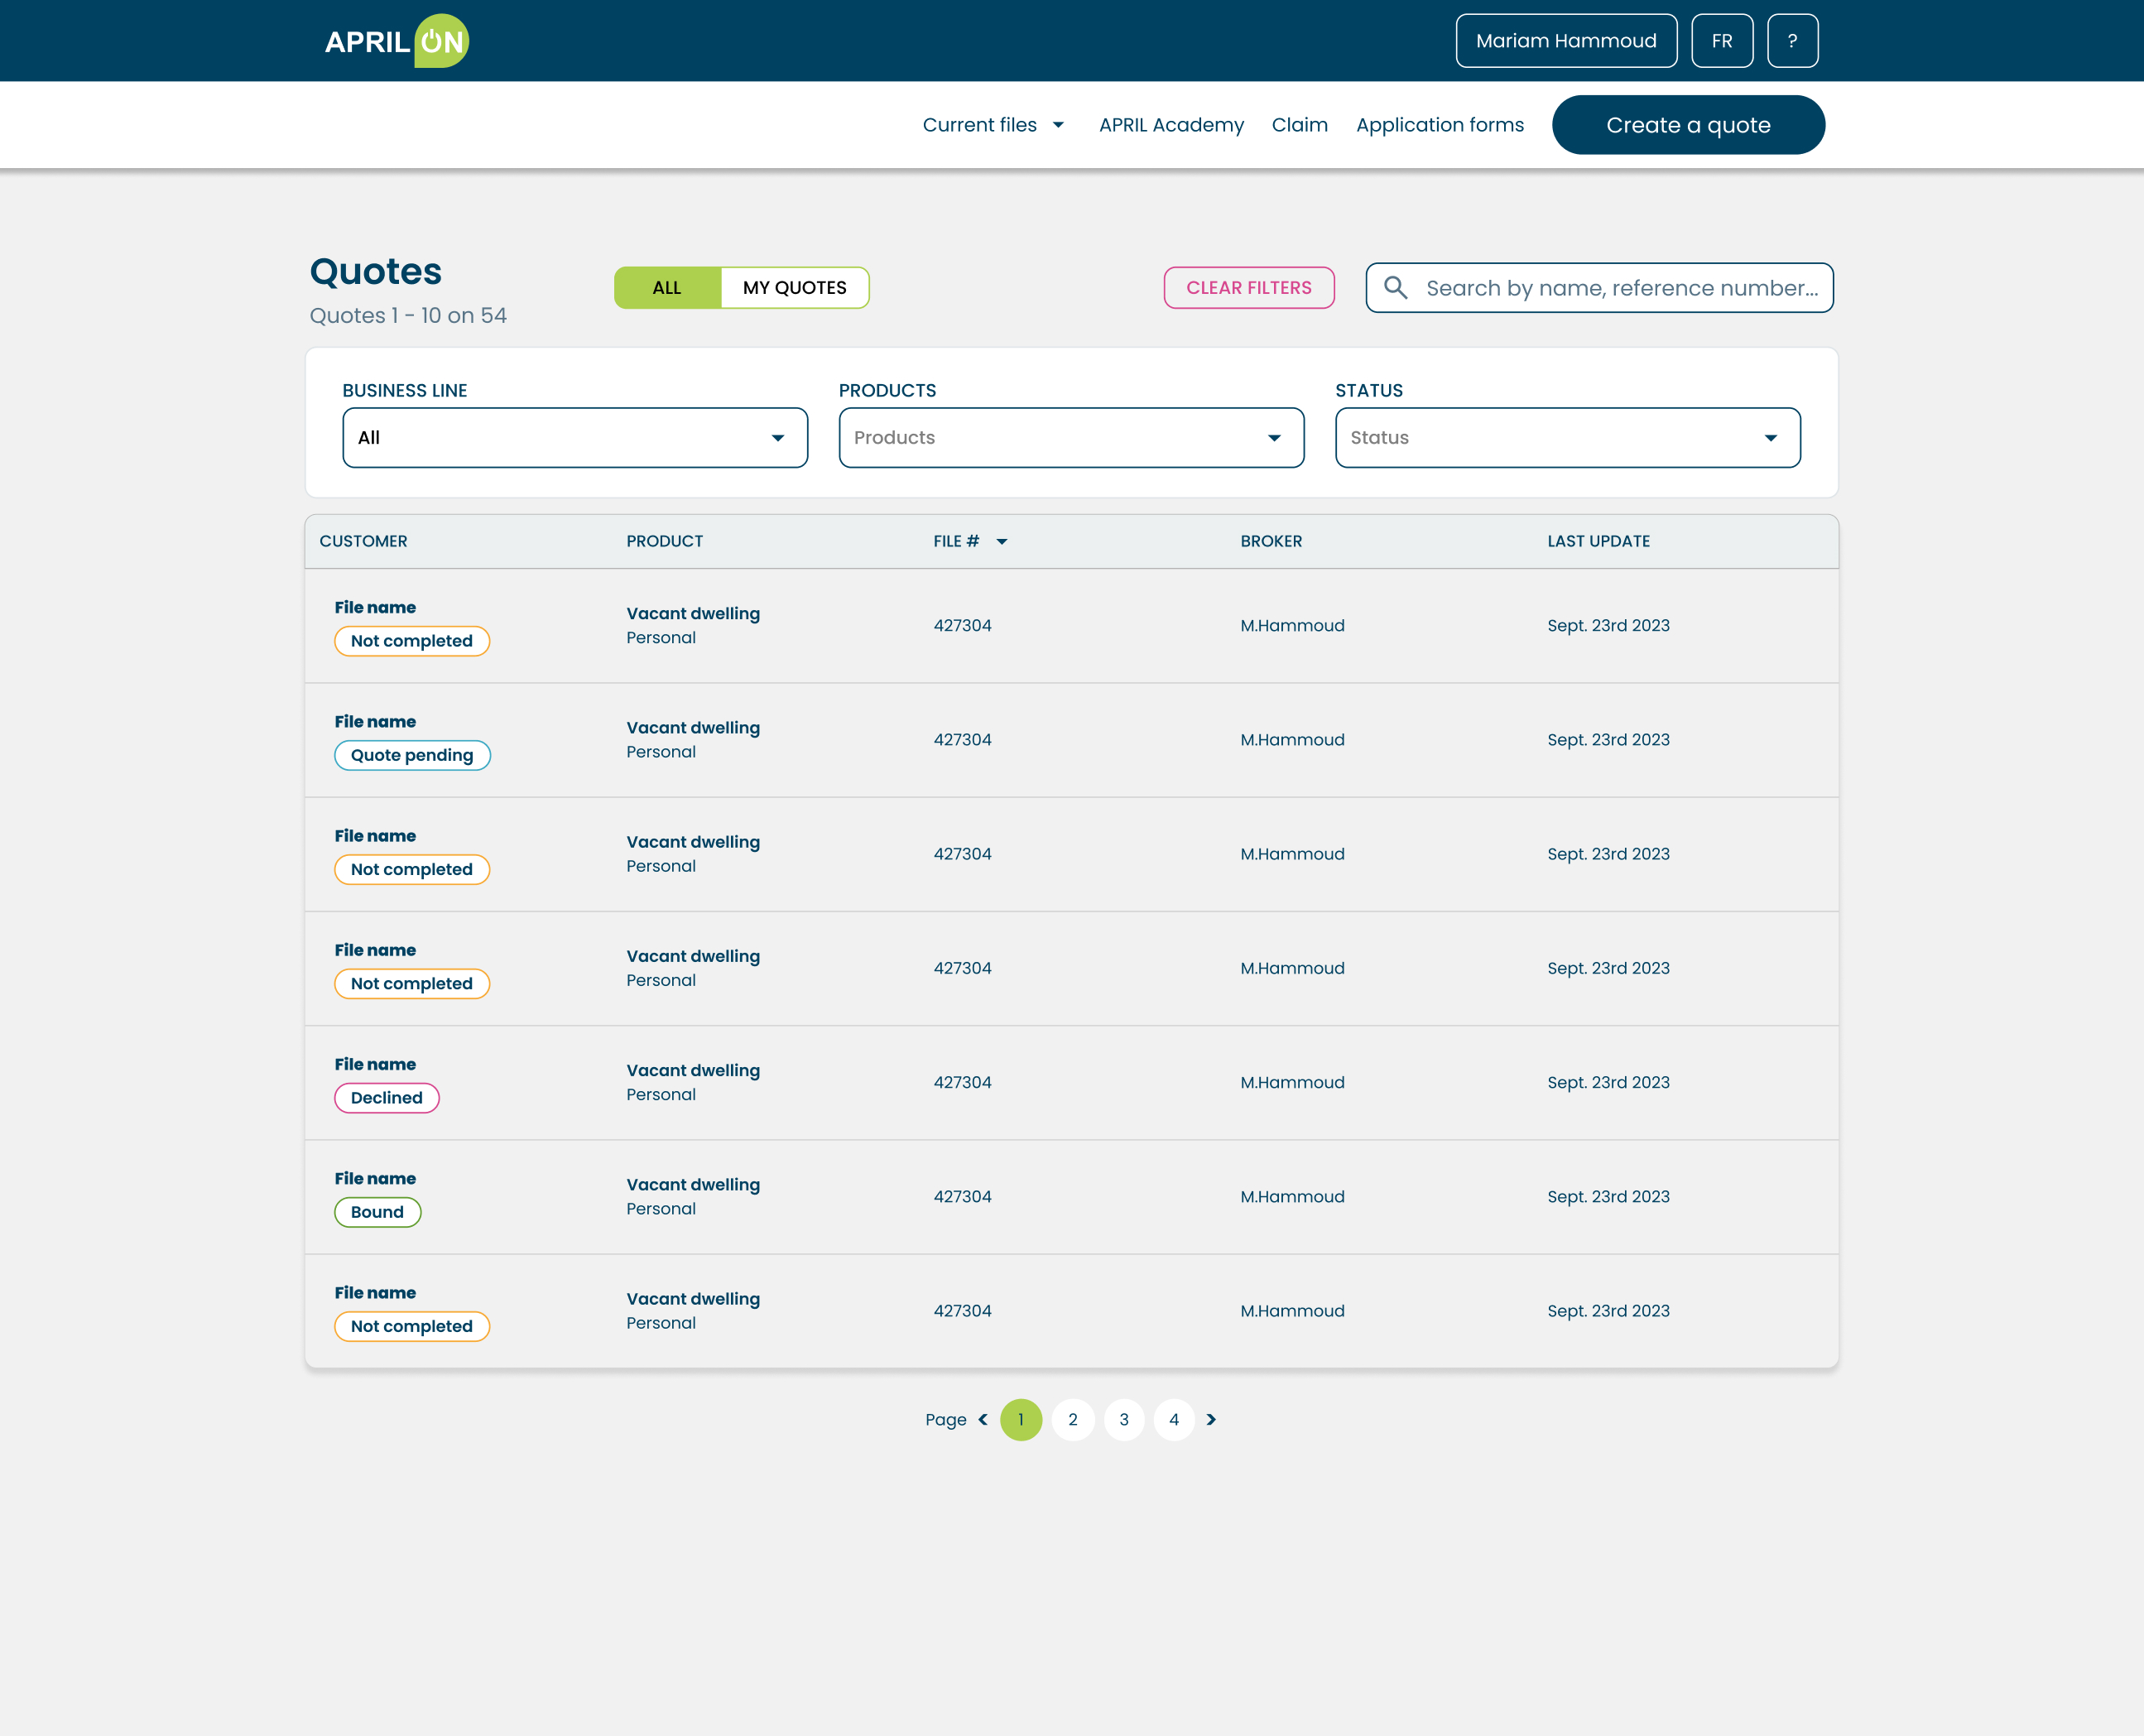 APRIL ON
Mariam Hammoud
FR
?
Current files
APRIL Academy
Claim
Application forms
Create a quote
Quotes
Quotes 1 - 10 on 54
ALL
MY QUOTES
CLEAR FILTERS
Search by name, reference number...
BUSINESS LINE
All
PRODUCTS
Products
STATUS
Status
CUSTOMER
PRODUCT
FILE #
BROKER
LAST UPDATE
File name
Not completed
Vacant dwelling
Personal
427304
M.Hammoud
Sept. 23rd 2023
File name
Quote pending
Vacant dwelling
Personal
427304
M.Hammoud
Sept. 23rd 2023
File name
Not completed
Vacant dwelling
Personal
427304
M.Hammoud
Sept. 23rd 2023
File name
Not completed
Vacant dwelling
Personal
427304
M.Hammoud
Sept. 23rd 2023
File name
Declined
Vacant dwelling
Personal
427304
M.Hammoud
Sept. 23rd 2023
File name
Bound
Vacant dwelling
Personal
427304
M.Hammoud
Sept. 23rd 2023
File name
Not completed
Vacant dwelling
Personal
427304
M.Hammoud
Sept. 23rd 2023
Page < 1 2 3 4 >